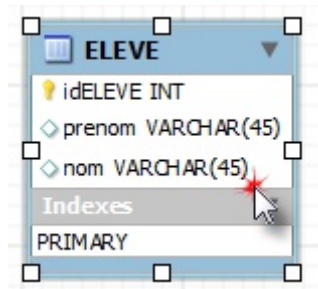 ELEVE
idELEVE INT
prenom VARCHAR(45)
nom VARCHAR(45)
Indexes
PRIMARY